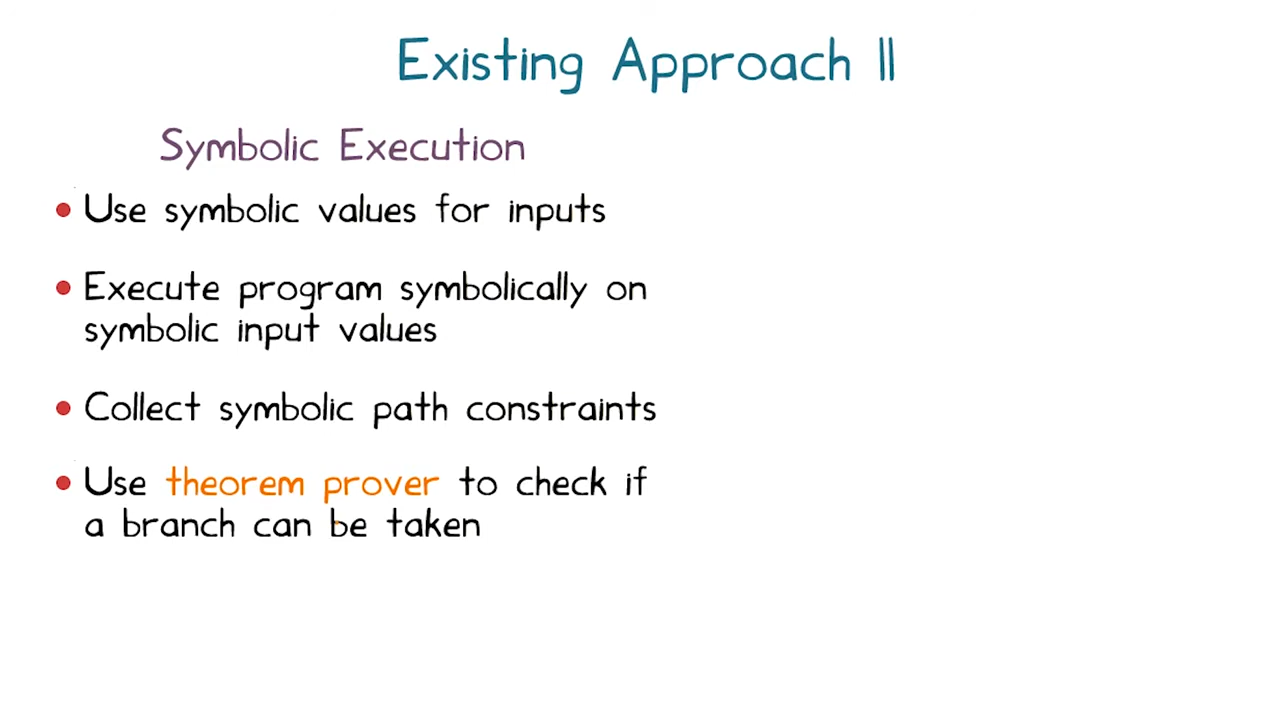 Existing Approach II
Symbolic Execution
• Use symbolic values for inputs
• Execute program symbolically on
symbolic input values
• Collect symbolic path constraints
• Use theorem prover to check if
a branch can be taken